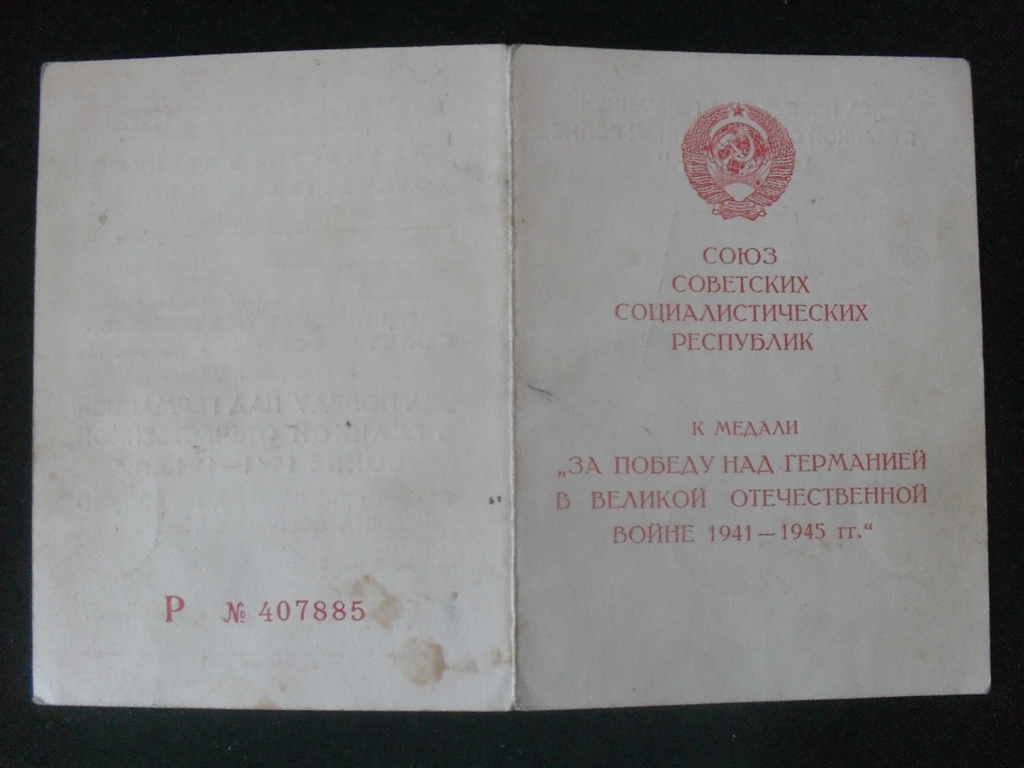 Р № 407885
СОЮЗ
СОВЕТСКИХ
СОЦИАЛИСТИЧЕСКИХ
РЕСПУБЛИК
К МЕДАЛИ
„ЗА ПОБЕДУ НАД ГЕРМАНИЕЙ
В ВЕЛИКОЙ ОТЕЧЕСТВЕННОЙ
ВОЙНЕ 1941—1945 гг.“